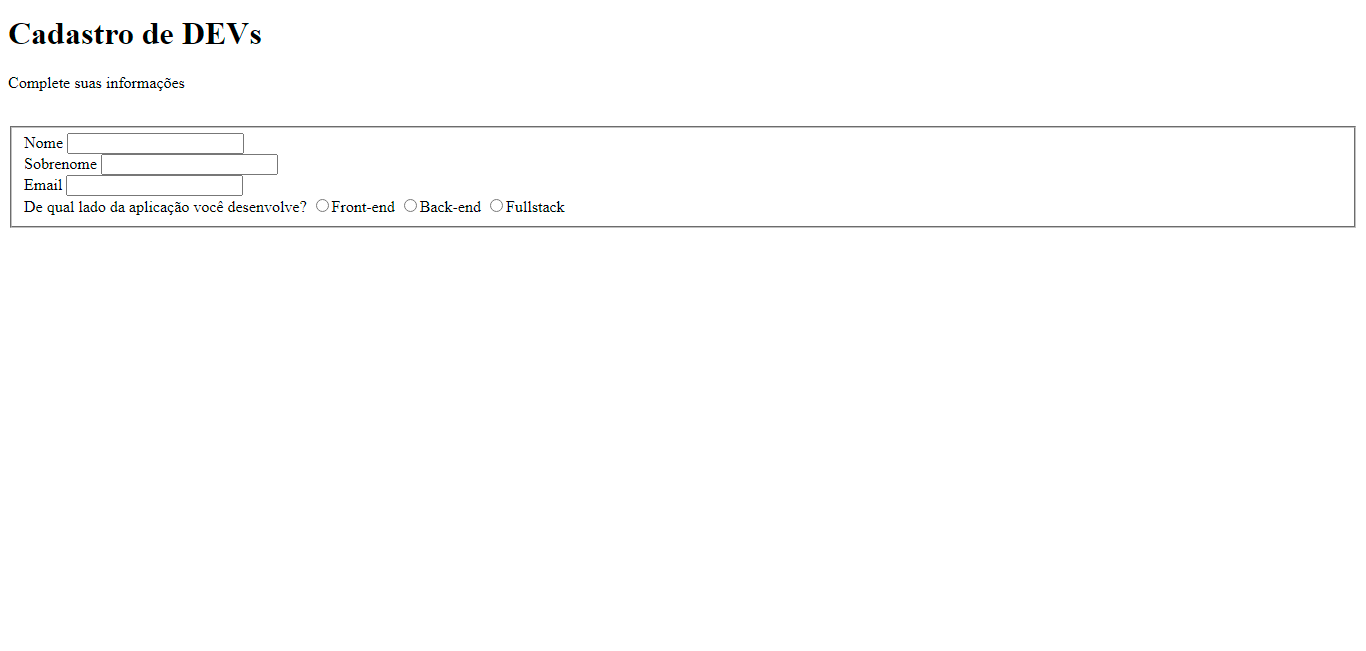 Cadastro de DEVs
Complete suas informações
Nome
Sobrenome
Email
De qual lado da aplicação você desenvolve? Front-end Back-end Fullstack